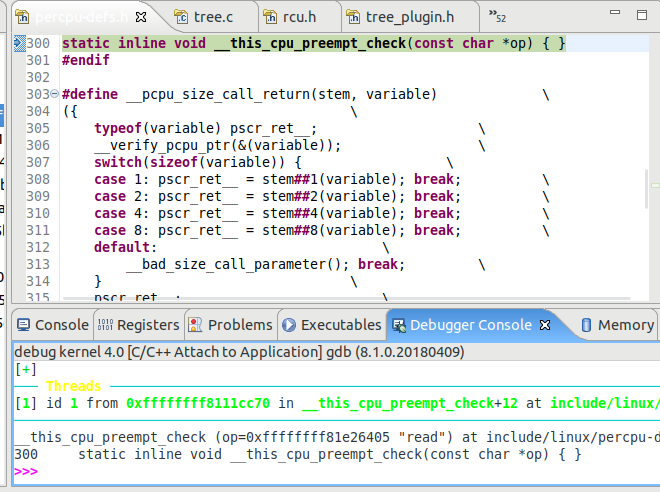 percpu-defs.h tree.c rcu.h tree_plugin.h »52
300 static inline void __this_cpu_preempt_check(const char *op) { }
301 #endif
302
303 #define __pcpu_size_call_return(stem, variable) \
304 ({ \
305 typeof(variable) pscr_ret__; \
306 __verify_pcpu_ptr(&(variable)); \
307 switch(sizeof(variable)) { \
308 case 1: pscr_ret__ = stem##1(variable); break; \
309 case 2: pscr_ret__ = stem##2(variable); break; \
310 case 4: pscr_ret__ = stem##4(variable); break; \
311 case 8: pscr_ret__ = stem##8(variable); break; \
312 default: \
313 __bad_size_call_parameter(); break; \
314 } \
315 pscr_ret__; \
Console Registers Problems Executables Debugger Console Memory
debug kernel 4.0 [C/C++ Attach to Application] gdb (8.1.0.20180409)
[+]
Threads
[1] id 1 from 0xffffffff8111cc70 in __this_cpu_preempt_check+12 at include/linux/
__this_cpu_preempt_check (op=0xffffffff81e26405 "read") at include/linux/percpu-d
300 static inline void __this_cpu_preempt_check(const char *op) { }
>>>